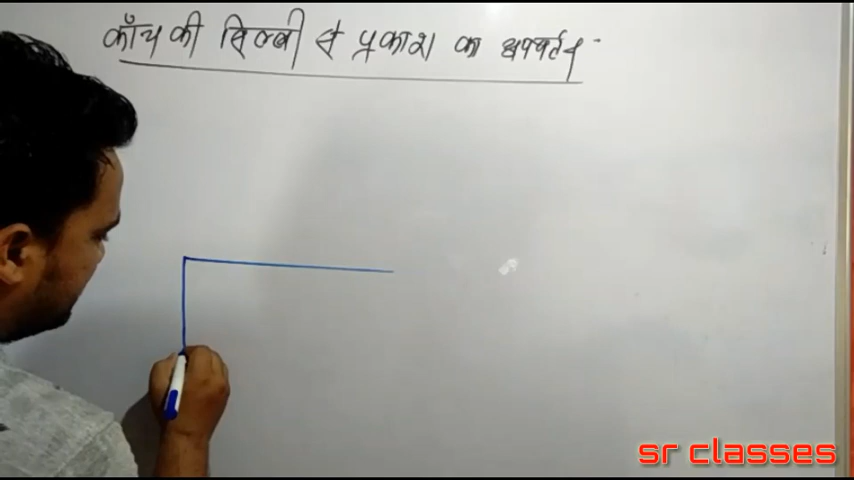 काँच की सिल्ली से प्रकाश का अपवर्तन
sr classes